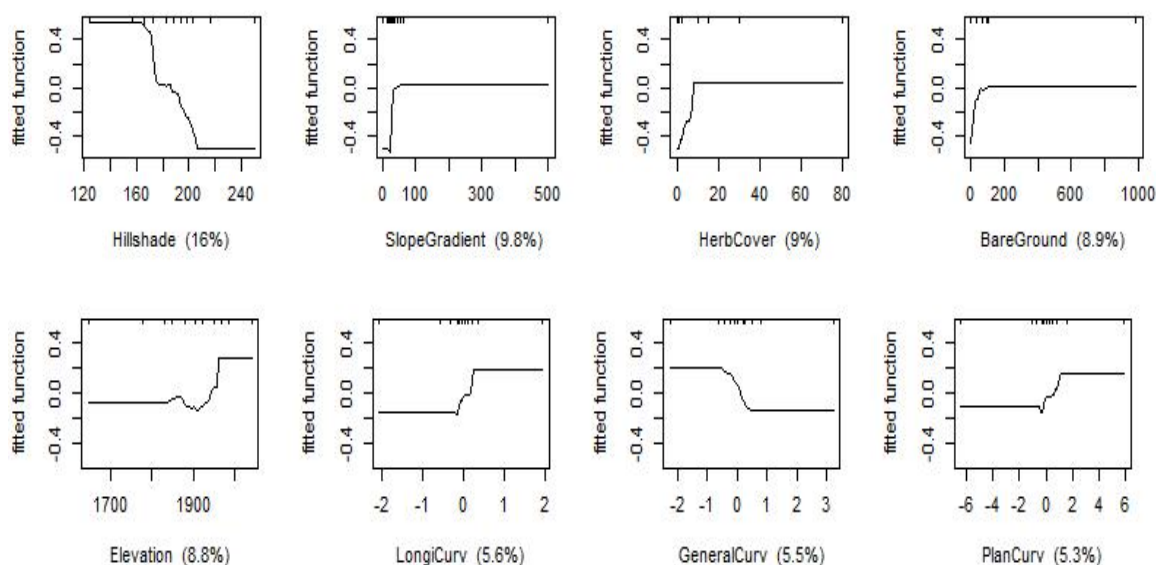 fitted function
0.4
0.0
-0.4
120 160 200 240
Hillshade (16%)
fitted function
0.4
0.0
-0.4
0 100 300 500
SlopeGradient (9.8%)
fitted function
0.4
0.0
-0.4
0 20 40 60 80
HerbCover (9%)
fitted function
0.4
0.0
-0.4
0 200 600 1000
BareGround (8.9%)
fitted function
0.4
0.0
-0.4
1700 1900
Elevation (8.8%)
fitted function
0.4
0.0
-0.4
-2 -1 0 1 2
LongiCurv (5.6%)
fitted function
0.4
0.0
-0.4
-2 -1 0 1 2 3
GeneralCurv (5.5%)
fitted function
0.4
0.0
-0.4
-6 -4 -2 0 2 4 6
PlanCurv (5.3%)